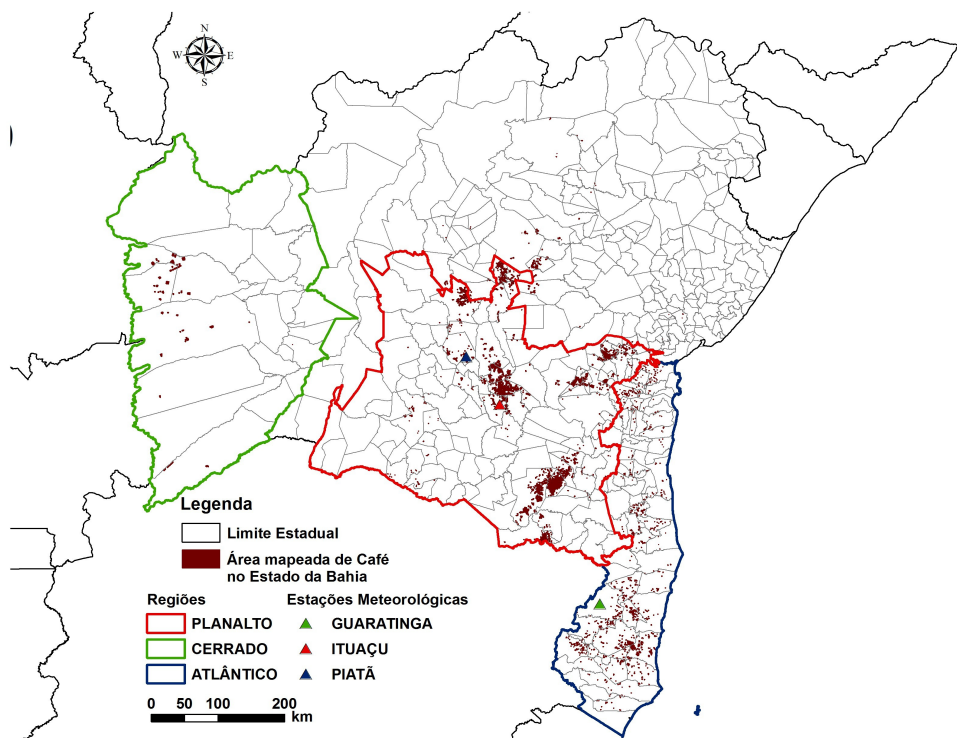 N
W E
S
Legenda
Limite Estadual
Área mapeada de Café
no Estado da Bahia
Regiões
PLANALTO
CERRADO
ATLÂNTICO
Estações Meteorológicas
GUARATINGA
ITUAÇU
PIATÃ
0 50 100 200
km